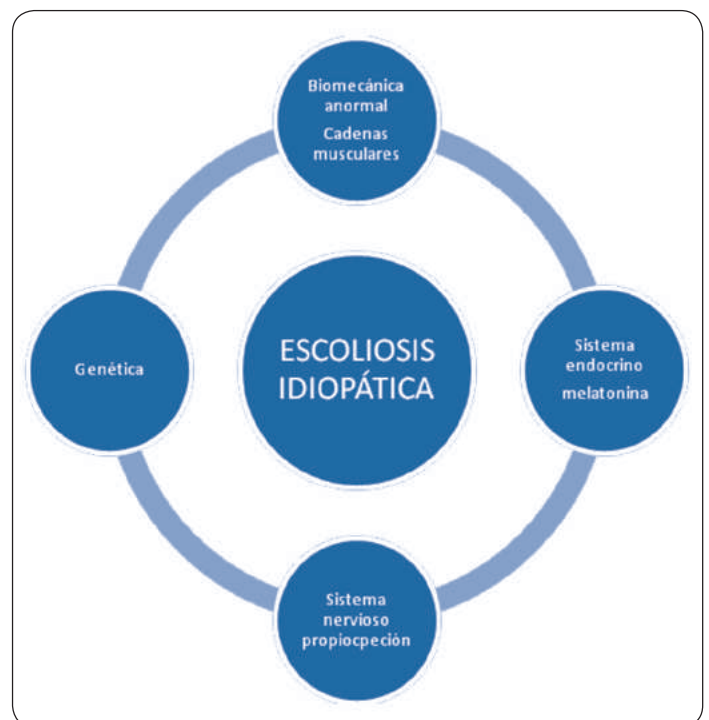 Biomecánica
anormal
Cadenas
musculares
Genética
ESCOLIOSIS
IDIOPÁTICA
Sistema
endocrino
melatonina
Sistema
nervioso
propiocpeción